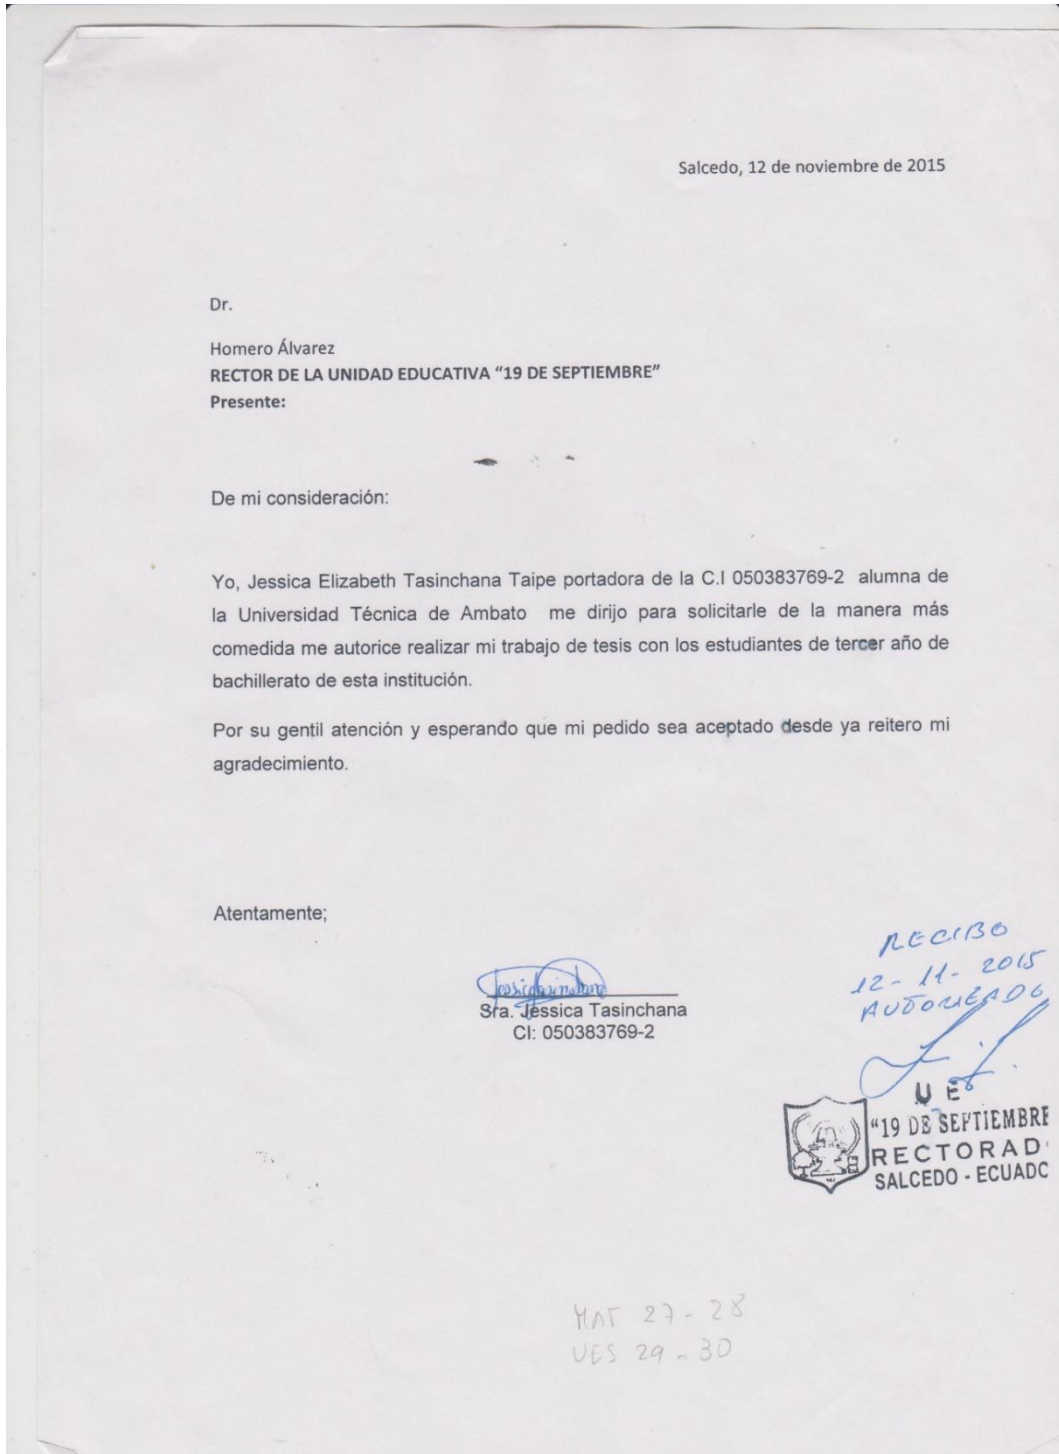 Salcedo, 12 de noviembre de 2015
Dr.
Homero Álvarez
RECTOR DE LA UNIDAD EDUCATIVA “19 DE SEPTIEMBRE”
Presente:
De mi consideración:
Yo, Jessica Elizabeth Tasinchana Taipe portadora de la C.I 050383769-2 alumna de
la Universidad Técnica de Ambato me dirijo para solicitarle de la manera más
comedida me autorice realizar mi trabajo de tesis con los estudiantes de tercer año de
bachillerato de esta institución.
Por su gentil atención y esperando que mi pedido sea aceptado desde ya reitero mi
agradecimiento.
Atentamente;
Sra. Jessica Tasinchana
CI: 050383769-2
RECIBO
12-11-2015
AUTORIZADO
U E
“19 DE SEPTIEMBRE
RECTORAD
SALCEDO - ECUADO
MAT 27-28
VES 29-30